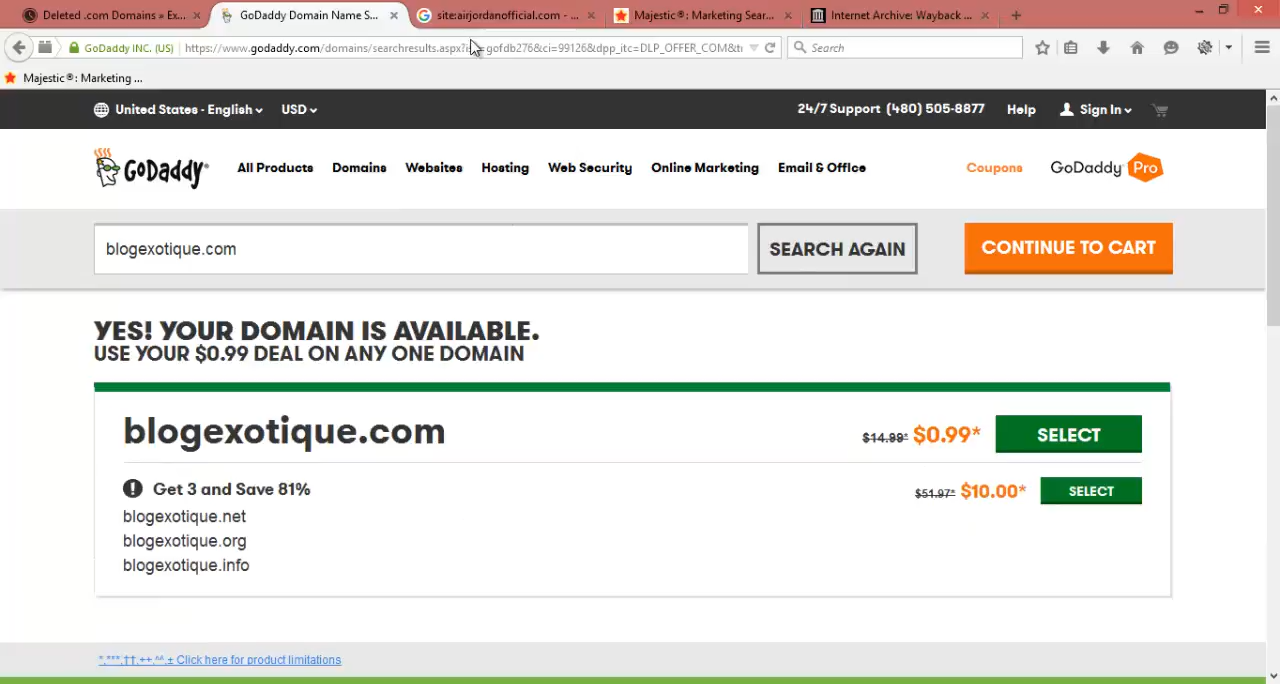 Deleted .com Domains » Ex...
GoDaddy Domain Name S...
site:airjordanofficial.com - ...
Majestic®: Marketing Sear...
Internet Archive: Wayback ...
GoDaddy INC. (US)
https://www.godaddy.com/domains/searchresults.aspx?
=gofdb276&ci=99126&dpp_itc=DLP_OFFER_COM&t
Search
Majestic®: Marketing ...
United States - English
USD
24/7 Support (480) 505-8877
Help
Sign In
GoDaddy®
All Products
Domains
Websites
Hosting
Web Security
Online Marketing
Email & Office
Coupons
GoDaddy Pro
blogexotique.com
SEARCH AGAIN
CONTINUE TO CART
YES! YOUR DOMAIN IS AVAILABLE.
USE YOUR $0.99 DEAL ON ANY ONE DOMAIN
blogexotique.com
$14.99* $0.99*
SELECT
Get 3 and Save 81%
$51.97* $10.00*
SELECT
blogexotique.net
blogexotique.org
blogexotique.info
Click here for product limitations